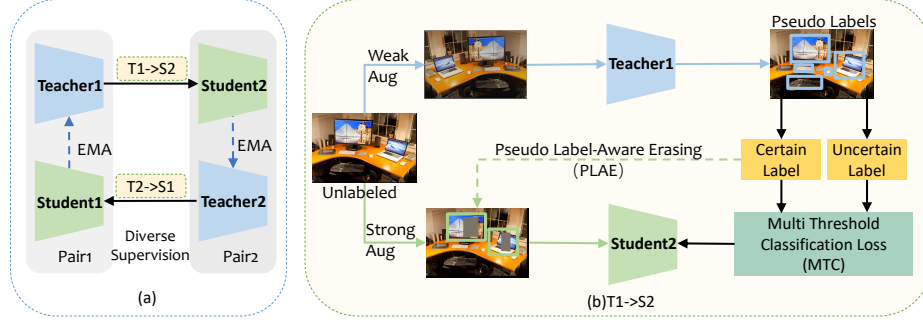 T1->S2
Teacher1
Student2
EMA
EMA
T2->S1
Student1
Teacher2
Diverse
Supervision
Pair1
Pair2
(a)
Weak
Aug
Teacher1
Pseudo Labels
Unlabeled
Pseudo Label-Aware Erasing
(PLAE)
Certain
Label
Uncertain
Label
Strong
Aug
Student2
Multi Threshold
Classification Loss
(MTC)
(b)T1->S2